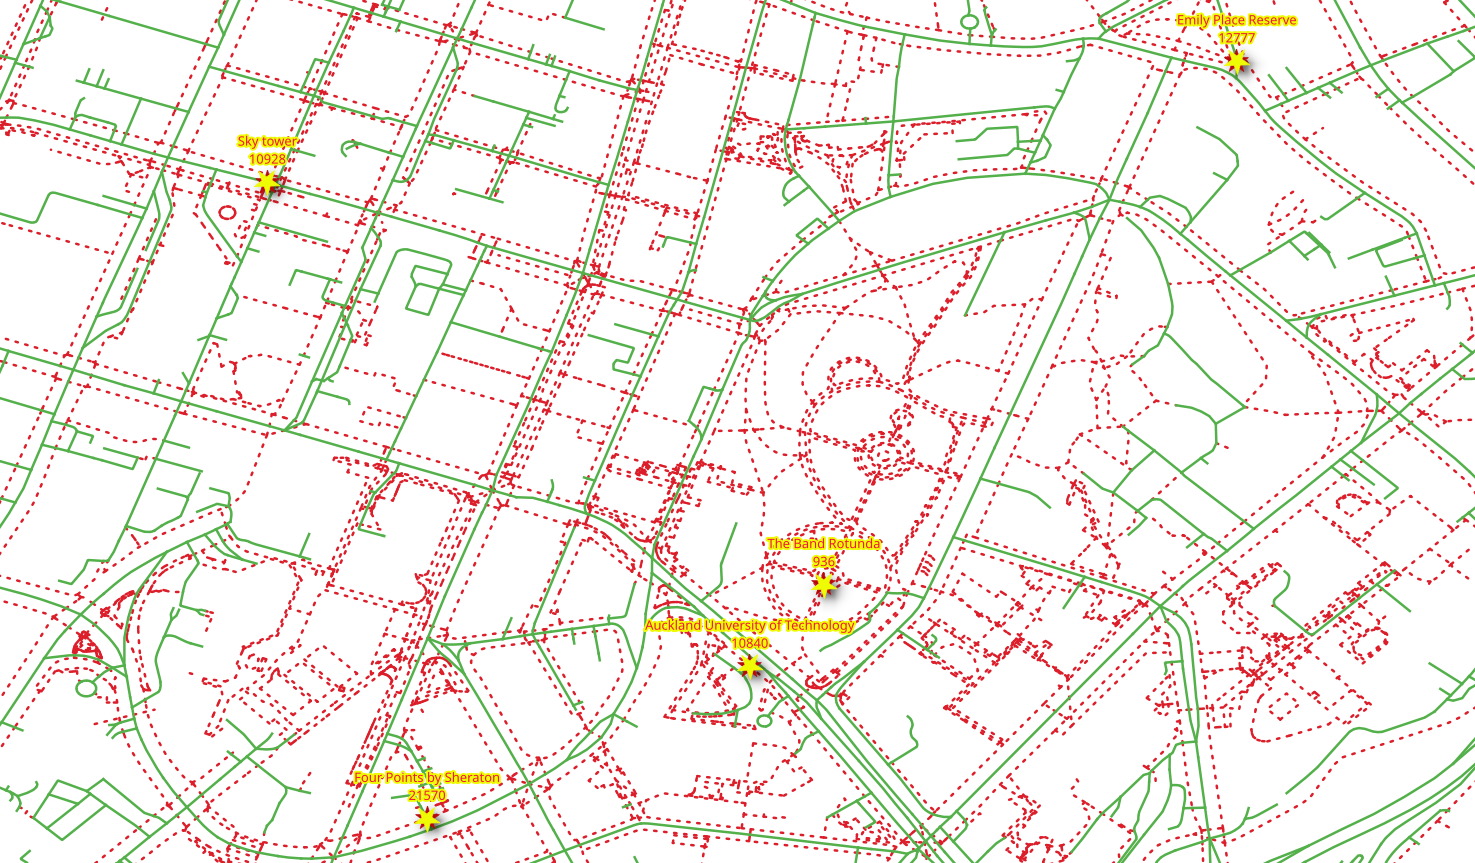 Emily Place Reserve
12777
Sky tower
10928
The Band Rotunda
936
Auckland University of Technology
10840
Four Points by Sheraton
21570